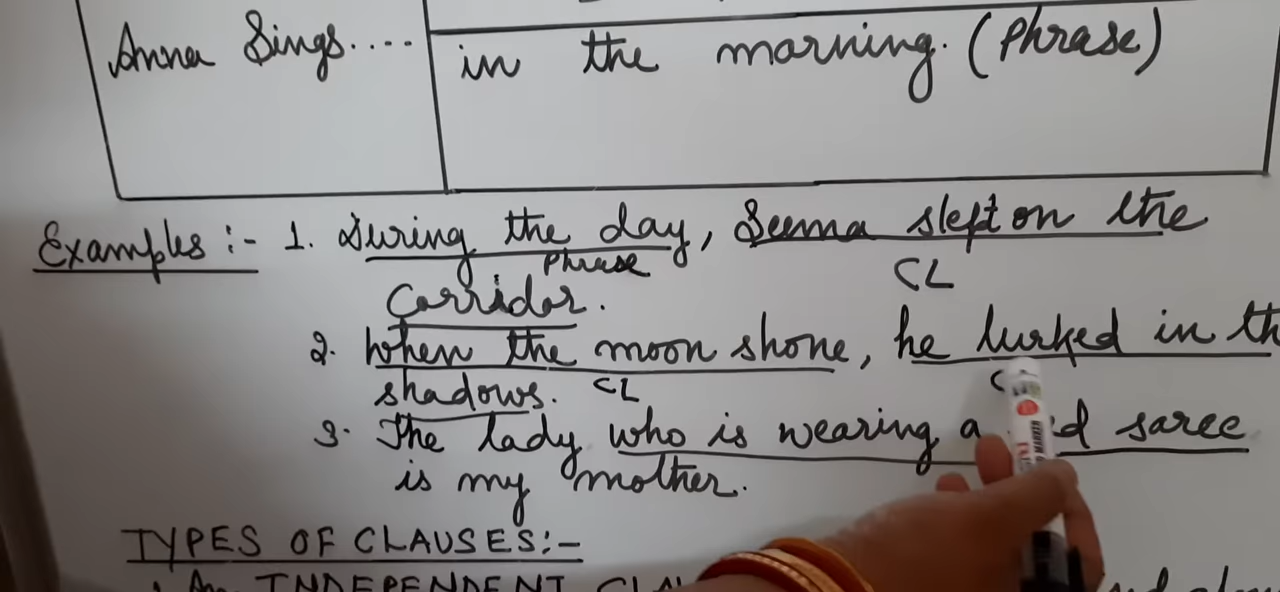 Anna Sings....
in the morning. (Phrase)
Examples :- 1. During the day, Seema slept on the
Phrase CL
Corridor.
2. When the moon shone, he lurked in th
shadows. CL C
3. The lady who is wearing a saree
is my mother.
TYPES OF CLAUSES:-
INDEPENDENT